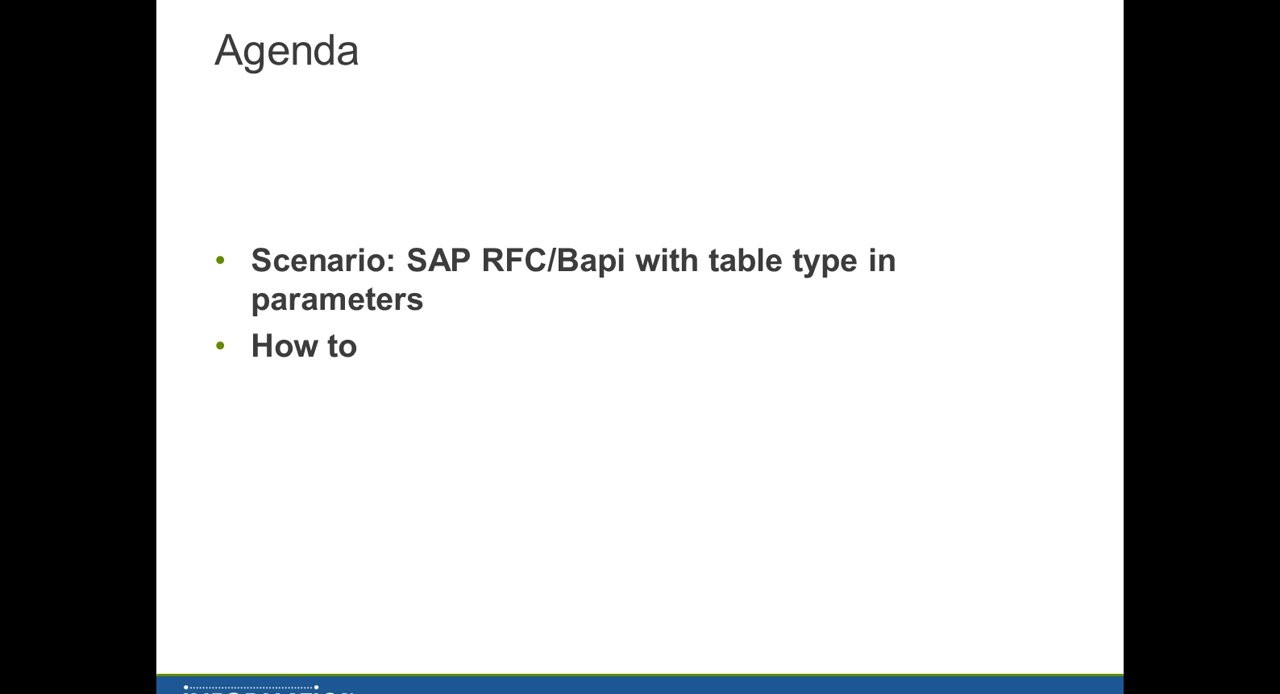 Agenda
• Scenario: SAP RFC/Bapi with table type in
parameters
• How to